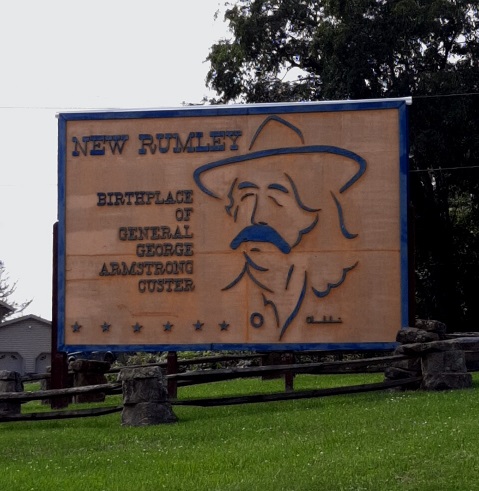 NEW RUMLEY
BIRTHPLACE
OF
GENERAL
GEORGE
ARMSTRONG
CUSTER